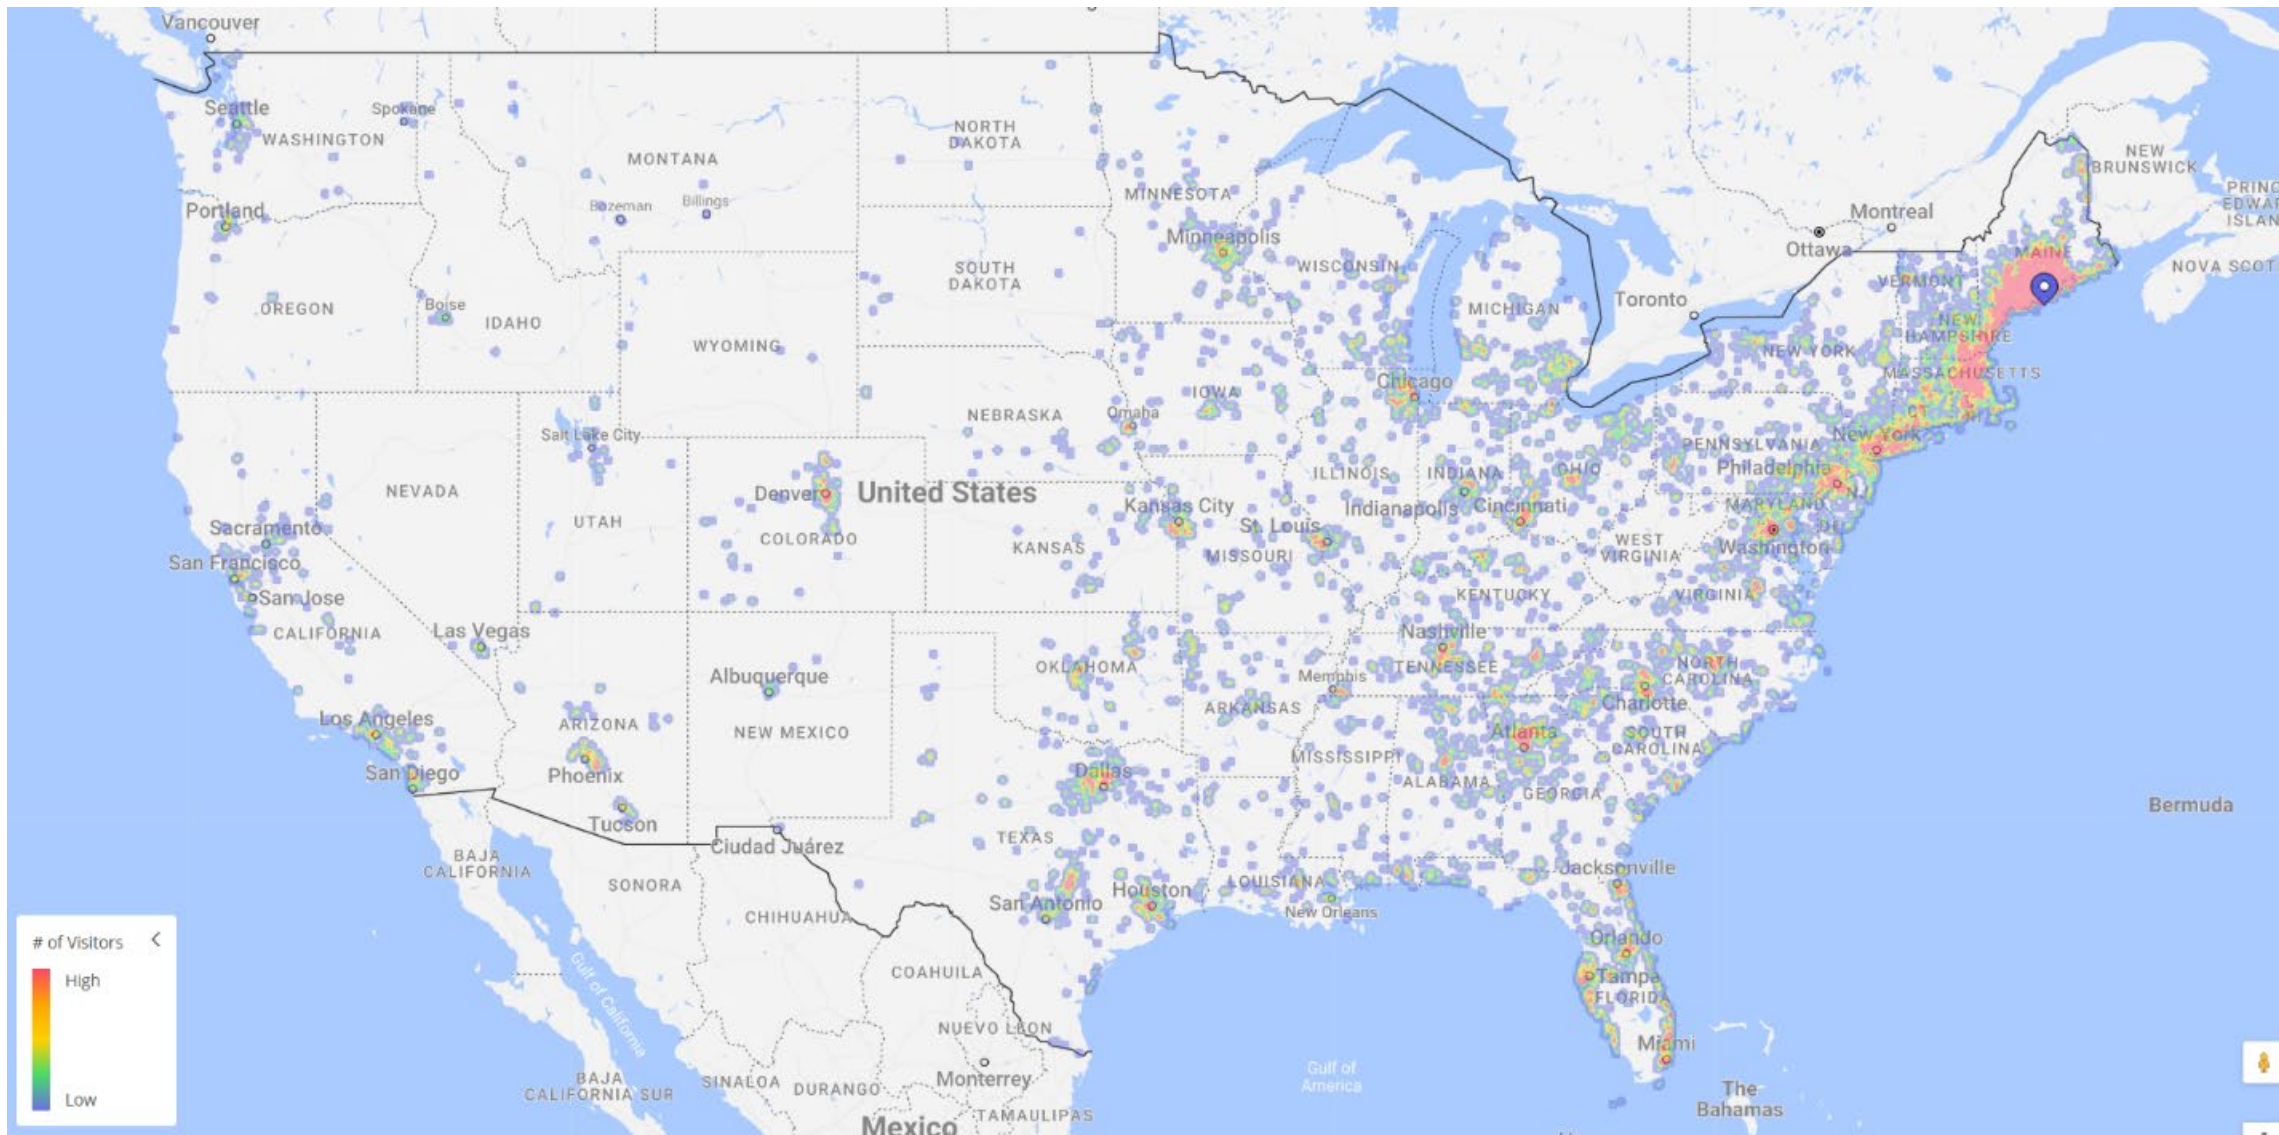 Vancouver
Seattle
Spokane
WASHINGTON
MONTANA
NORTH
DAKOTA
MINNESOTA
NEW
BRUNSWICK
PRINC
EDWAR
ISLAN
Portland
Bozeman
Billings
Minneapolis
Montreal
Ottawa
MAINE
NOVA SCOT
OREGON
Boise
IDAHO
SOUTH
DAKOTA
WISCONSIN
MICHIGAN
Toronto
VERMONT
NEW
HAMPSHIRE
WYOMING
NEW YORK
MASSACHUSETTS
Chicago
IOWA
NEBRASKA
Omaha
CT
RI
Salt Lake City
PENNSYLVANIA
New York
NEVADA
UTAH
Denver
United States
ILLINOIS
INDIANA
OHIO
Philadelphia
NJ
Sacramento
San Francisco
COLORADO
KANSAS
Kansas City
St. Louis
MISSOURI
Indianapolis
Cincinnati
WEST
VIRGINIA
MARYLAND
DE
Washington
San Jose
CALIFORNIA
Las Vegas
KENTUCKY
VIRGINIA
Nashville
TENNESSEE
NORTH
CAROLINA
Albuquerque
OKLAHOMA
Memphis
Charlotte
Los Angeles
ARIZONA
NEW MEXICO
ARKANSAS
Atlanta
SOUTH
CAROLINA
San Diego
Phoenix
Dallas
MISSISSIPPI
ALABAMA
GEORGIA
Bermuda
Tucson
Ciudad Juárez
TEXAS
BAJA
CALIFORNIA
SONORA
CHIHUAHUA
San Antonio
Houston
LOUISIANA
New Orleans
Jacksonville
Orlando
Tampa
FLORIDA
Miami
Gulf of California
COAHUILA
NUEVO LEON
Monterrey
BAJA
CALIFORNIA SUR
SINALOA
DURANGO
TAMAULIPAS
Mexico
Gulf of
America
The
Bahamas
# of Visitors
High
Low